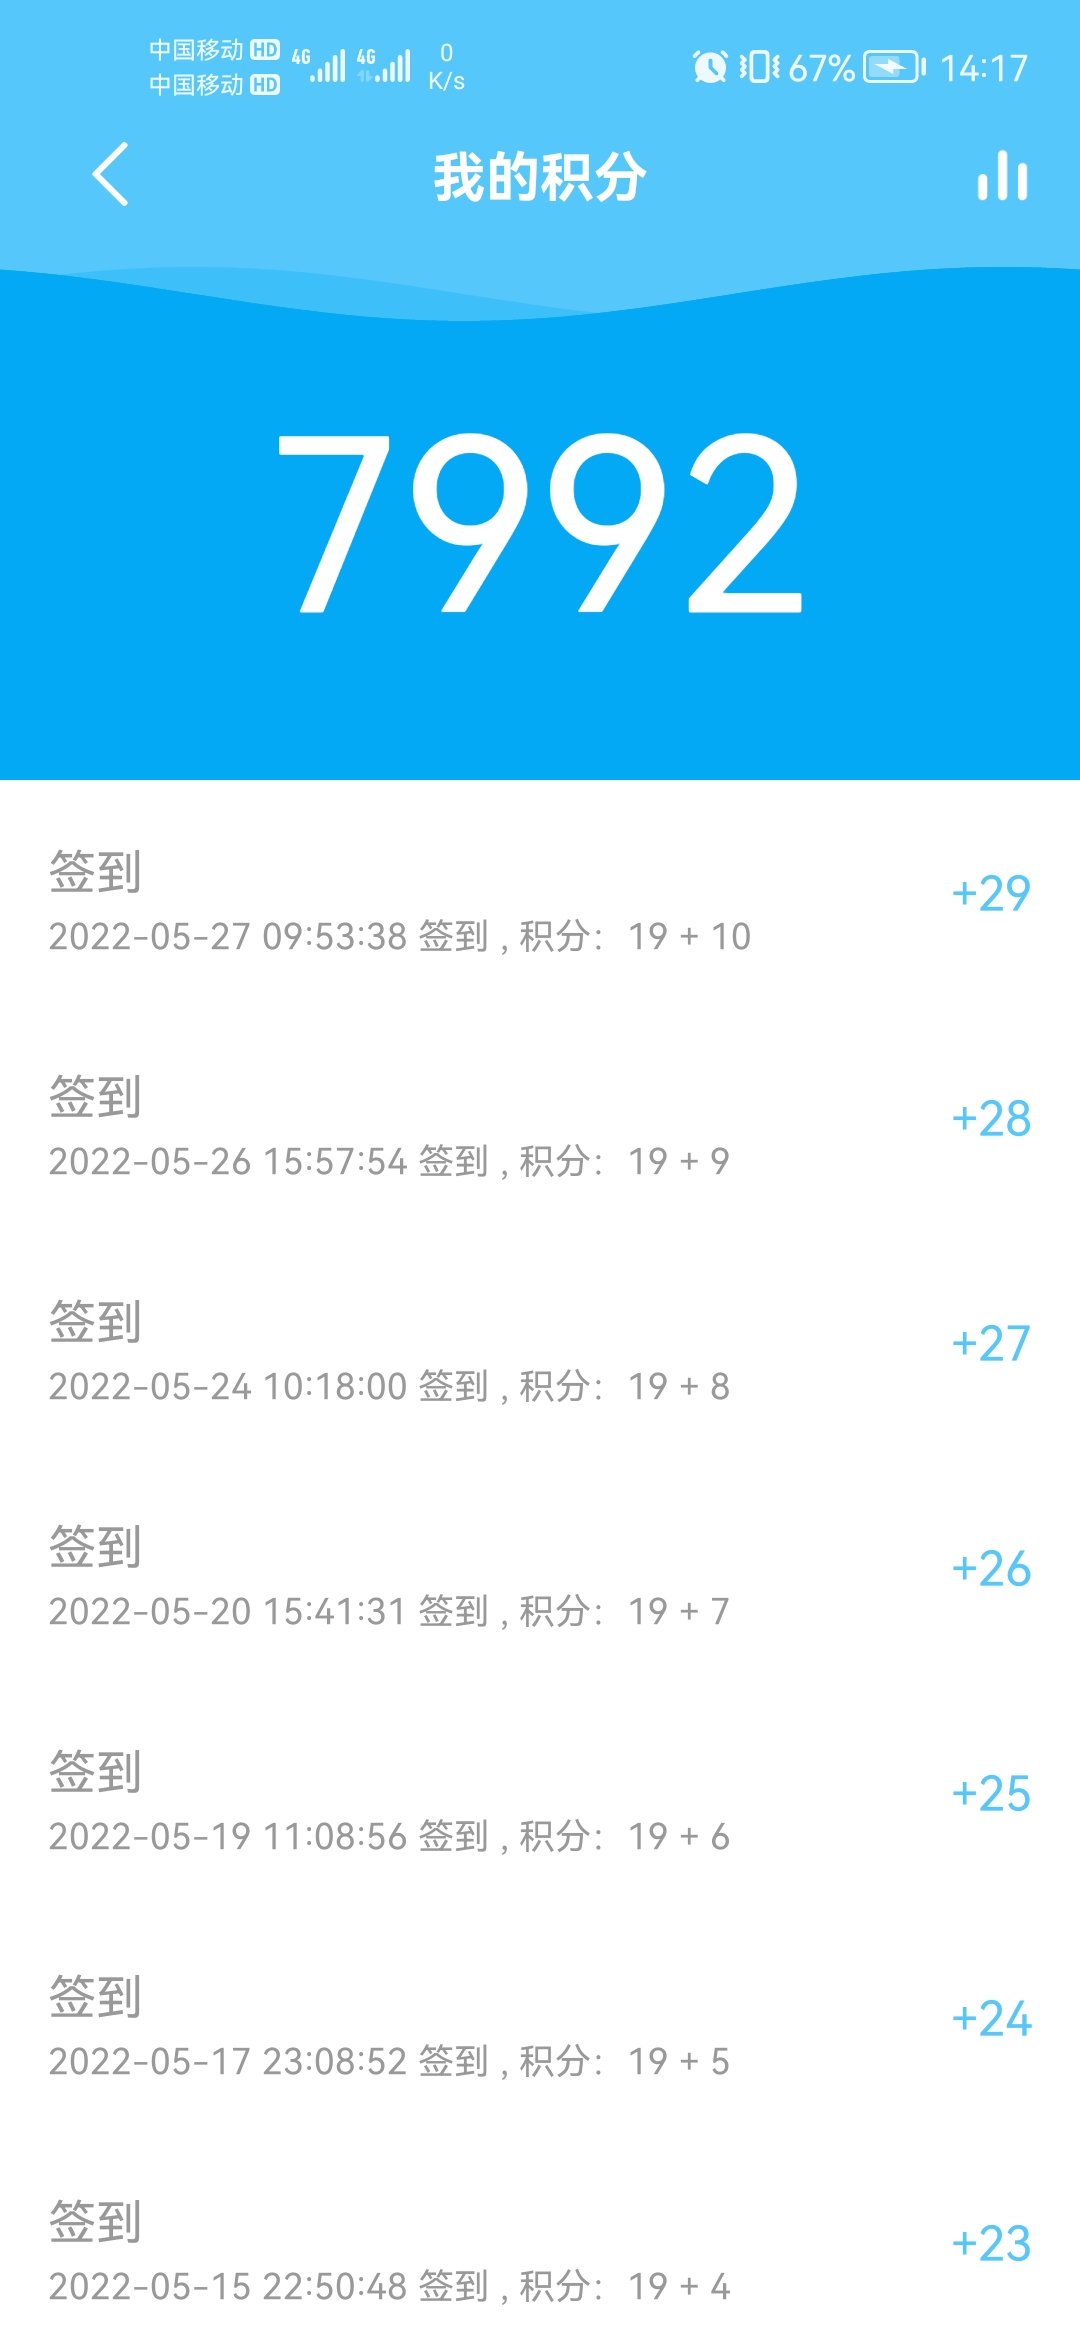 中国移动 HD
中国移动 HD
4G 4G
0
K/s
67% 14:17
我的积分
7992
签到
+29
2022-05-27 09:53:38 签到 , 积分： 19 + 10
签到
+28
2022-05-26 15:57:54 签到 , 积分： 19 + 9
签到
+27
2022-05-24 10:18:00 签到 , 积分： 19 + 8
签到
+26
2022-05-20 15:41:31 签到 , 积分： 19 + 7
签到
+25
2022-05-19 11:08:56 签到 , 积分： 19 + 6
签到
+24
2022-05-17 23:08:52 签到 , 积分： 19 + 5
签到
+23
2022-05-15 22:50:48 签到 , 积分： 19 + 4